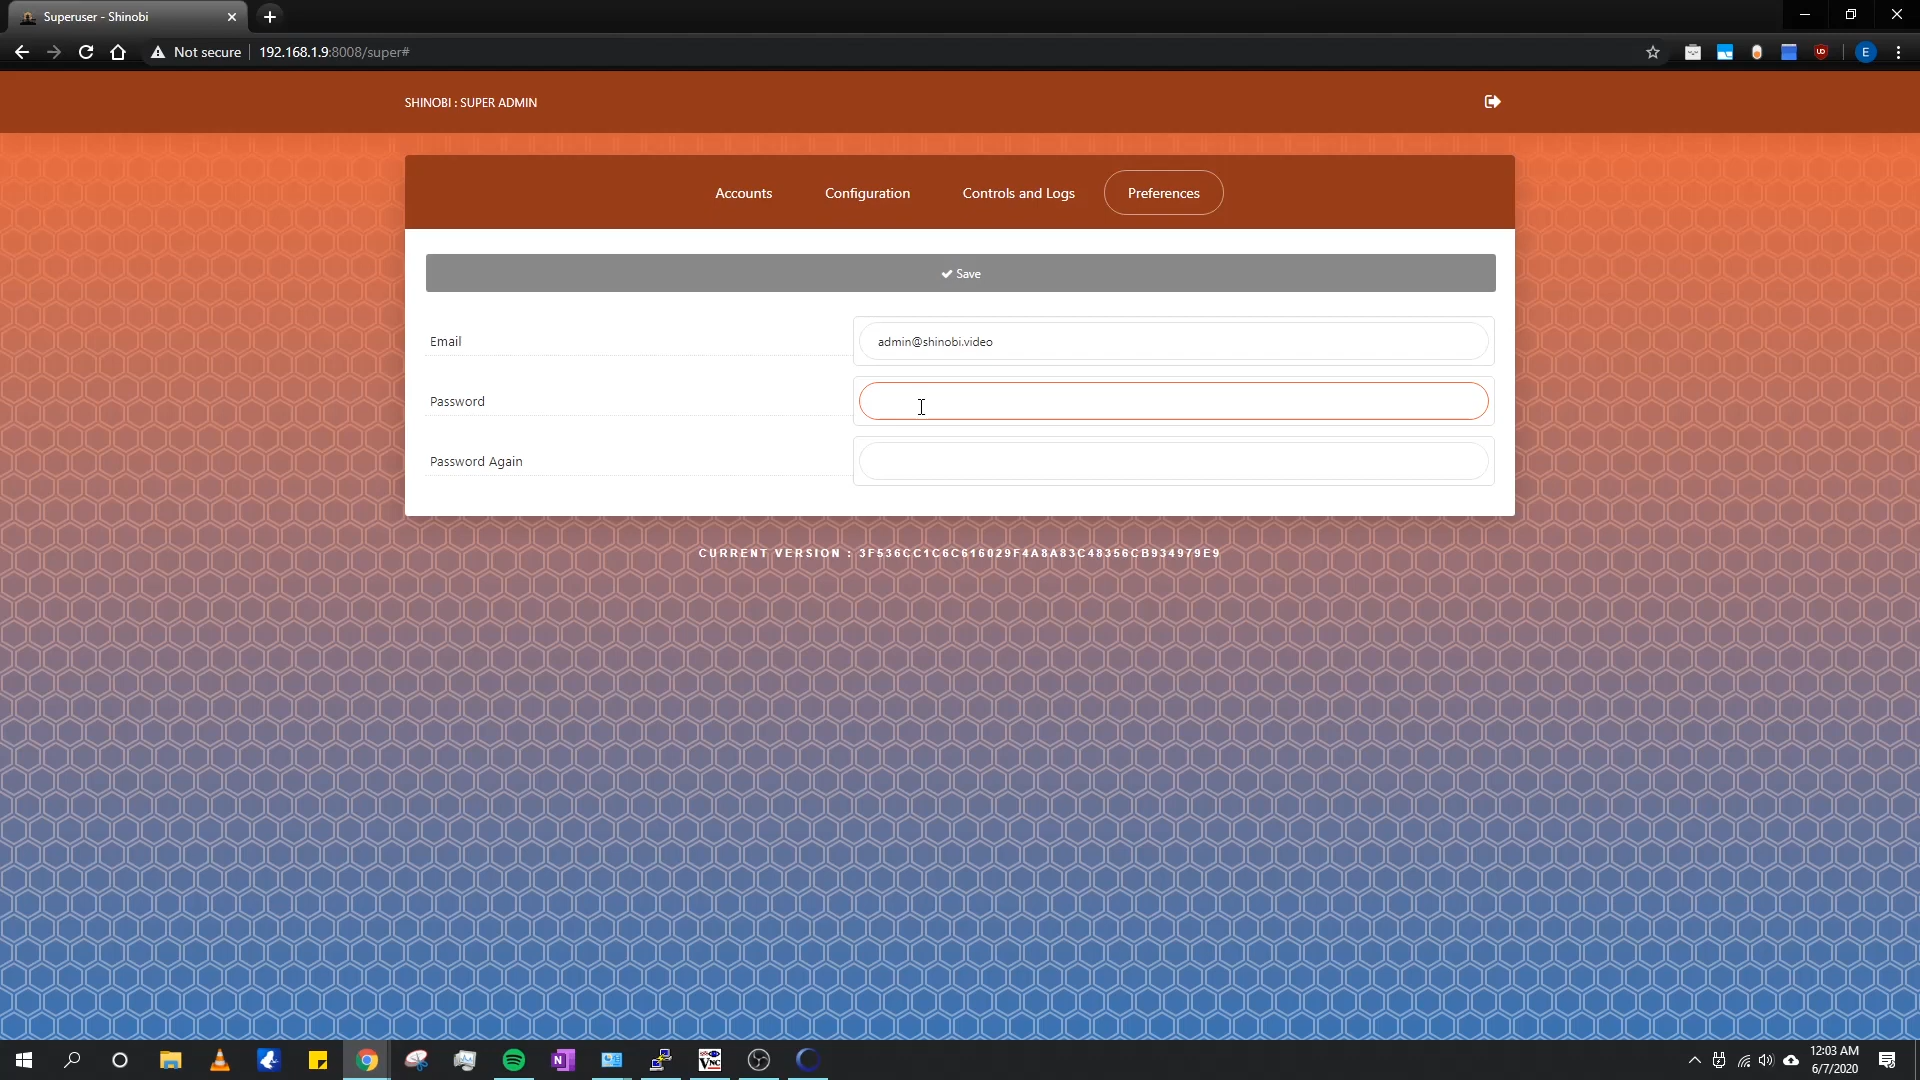 Superuser - Shinobi
Not secure
192.168.1.9:8008/super#
E
SHINOBI : SUPER ADMIN
Accounts
Configuration
Controls and Logs
Preferences
Save
Email
admin@shinobi.video
Password
Password Again
CURRENT VERSION : 3F536CC1C6C616029F4A8A83C48356CB934979E9
N
VNC
12:03 AM
6/7/2020